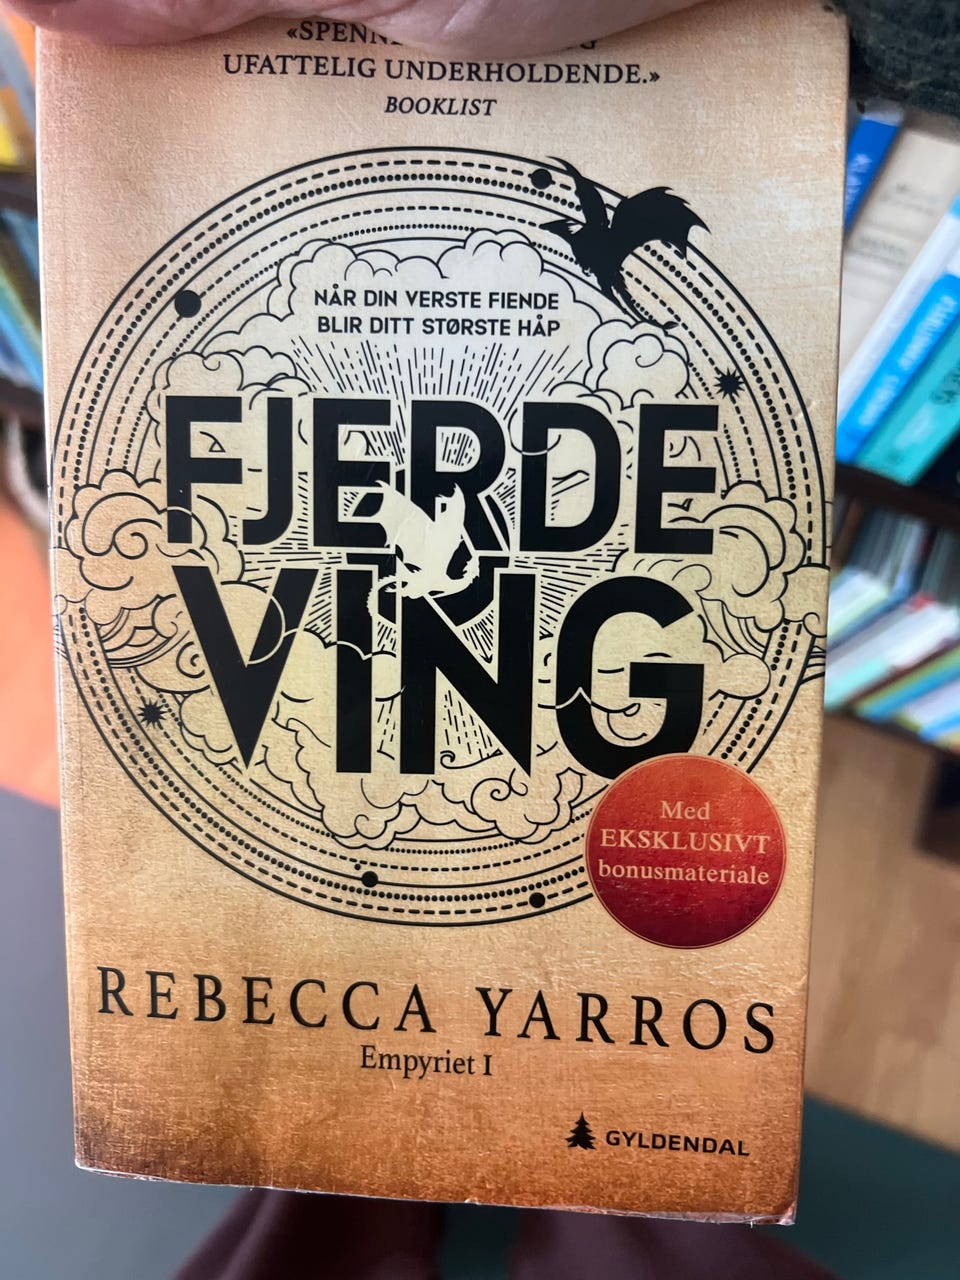 «SPENNE
UFATTELIG UNDERHOLDENDE.»
BOOKLIST
NÅR DIN VERSTE FIENDE
BLIR DITT STØRSTE HÅP
FJERDE
VING
Med
EKSKLUSIVT
bonusmateriale
REBECCA YARROS
Empyriet I
GYLDENDAL